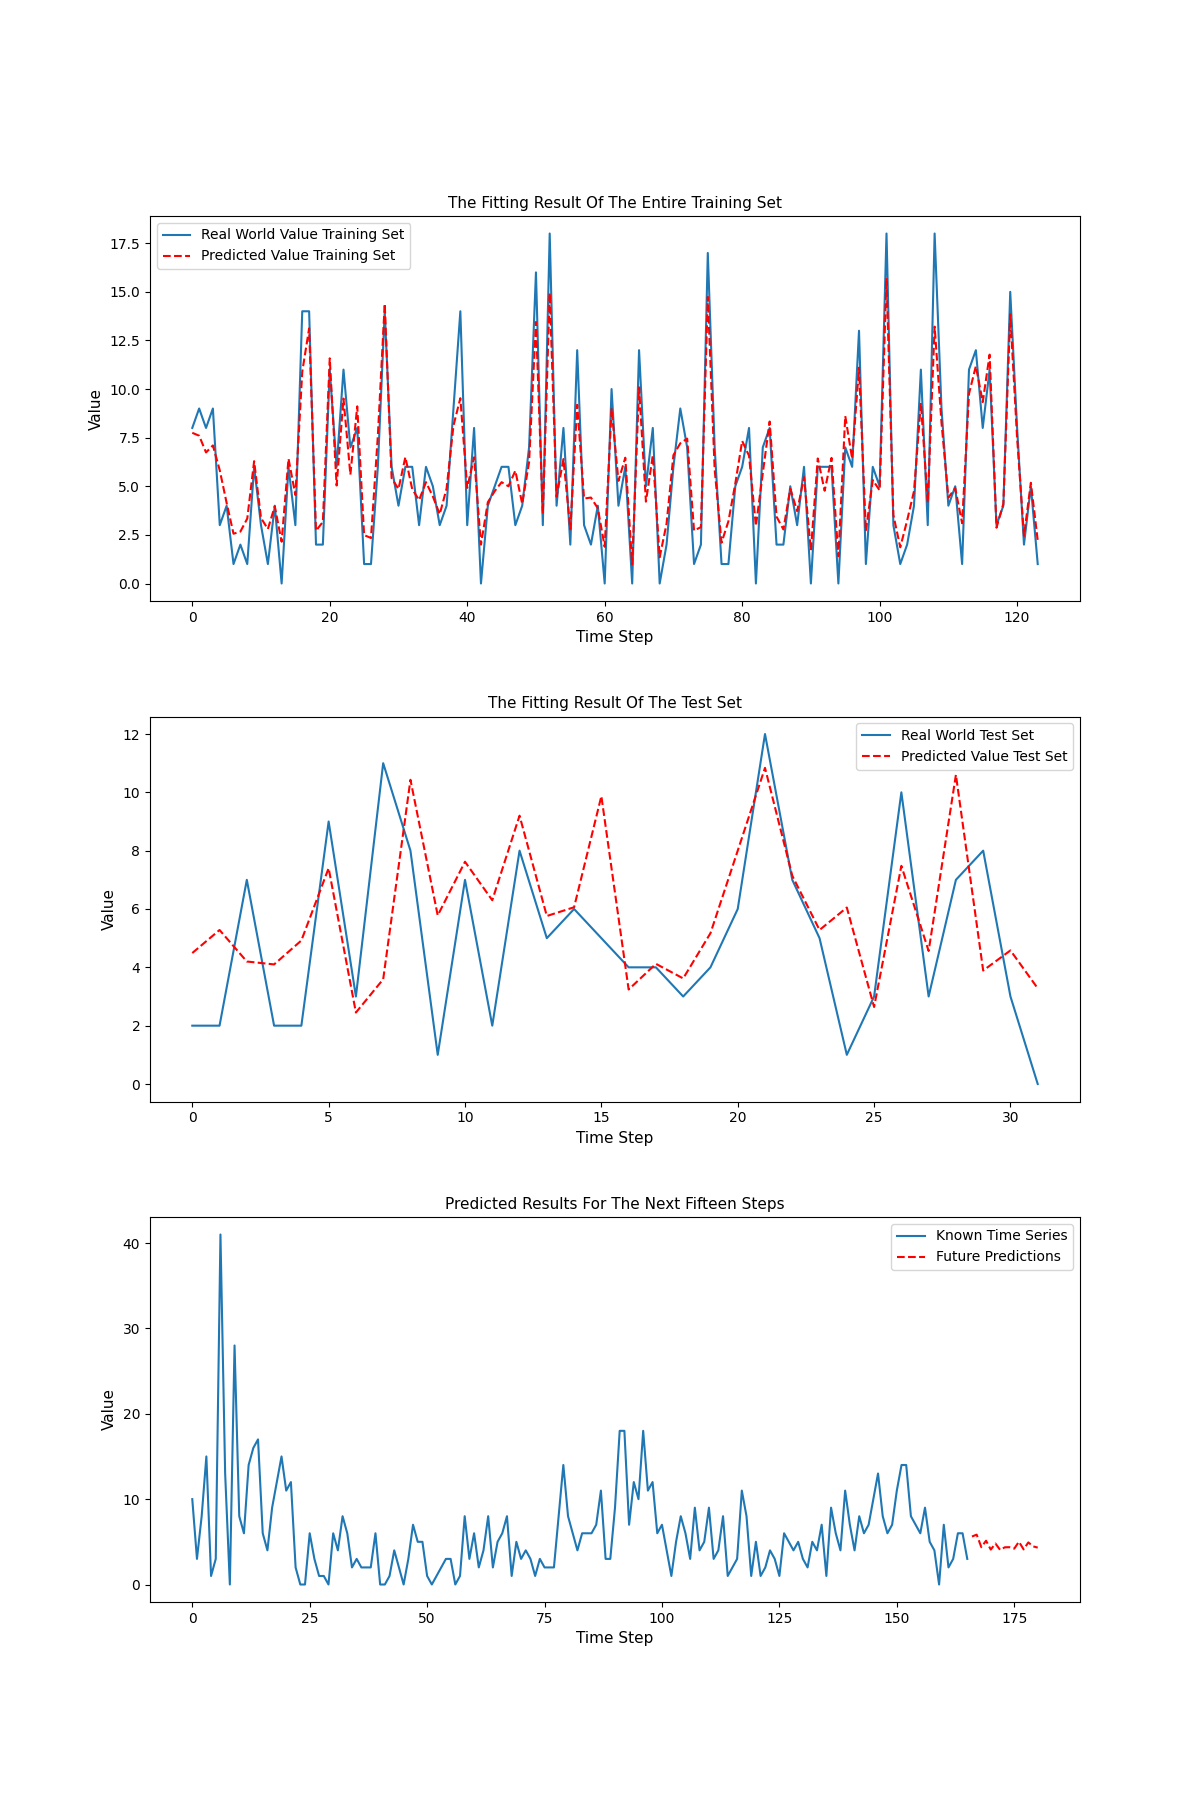 The Fitting Result Of The Entire Training Set
Real World Value Training Set
Predicted Value Training Set
17.5
15.0
12.5
10.0
7.5
5.0
2.5
0.0
Value
0 20 40 60 80 100 120
Time Step
The Fitting Result Of The Test Set
Real World Test Set
Predicted Value Test Set
12
10
8
6
4
2
0
Value
0 5 10 15 20 25 30
Time Step
Predicted Results For The Next Fifteen Steps
Known Time Series
Future Predictions
40
30
20
10
0
Value
0 25 50 75 100 125 150 175
Time Step